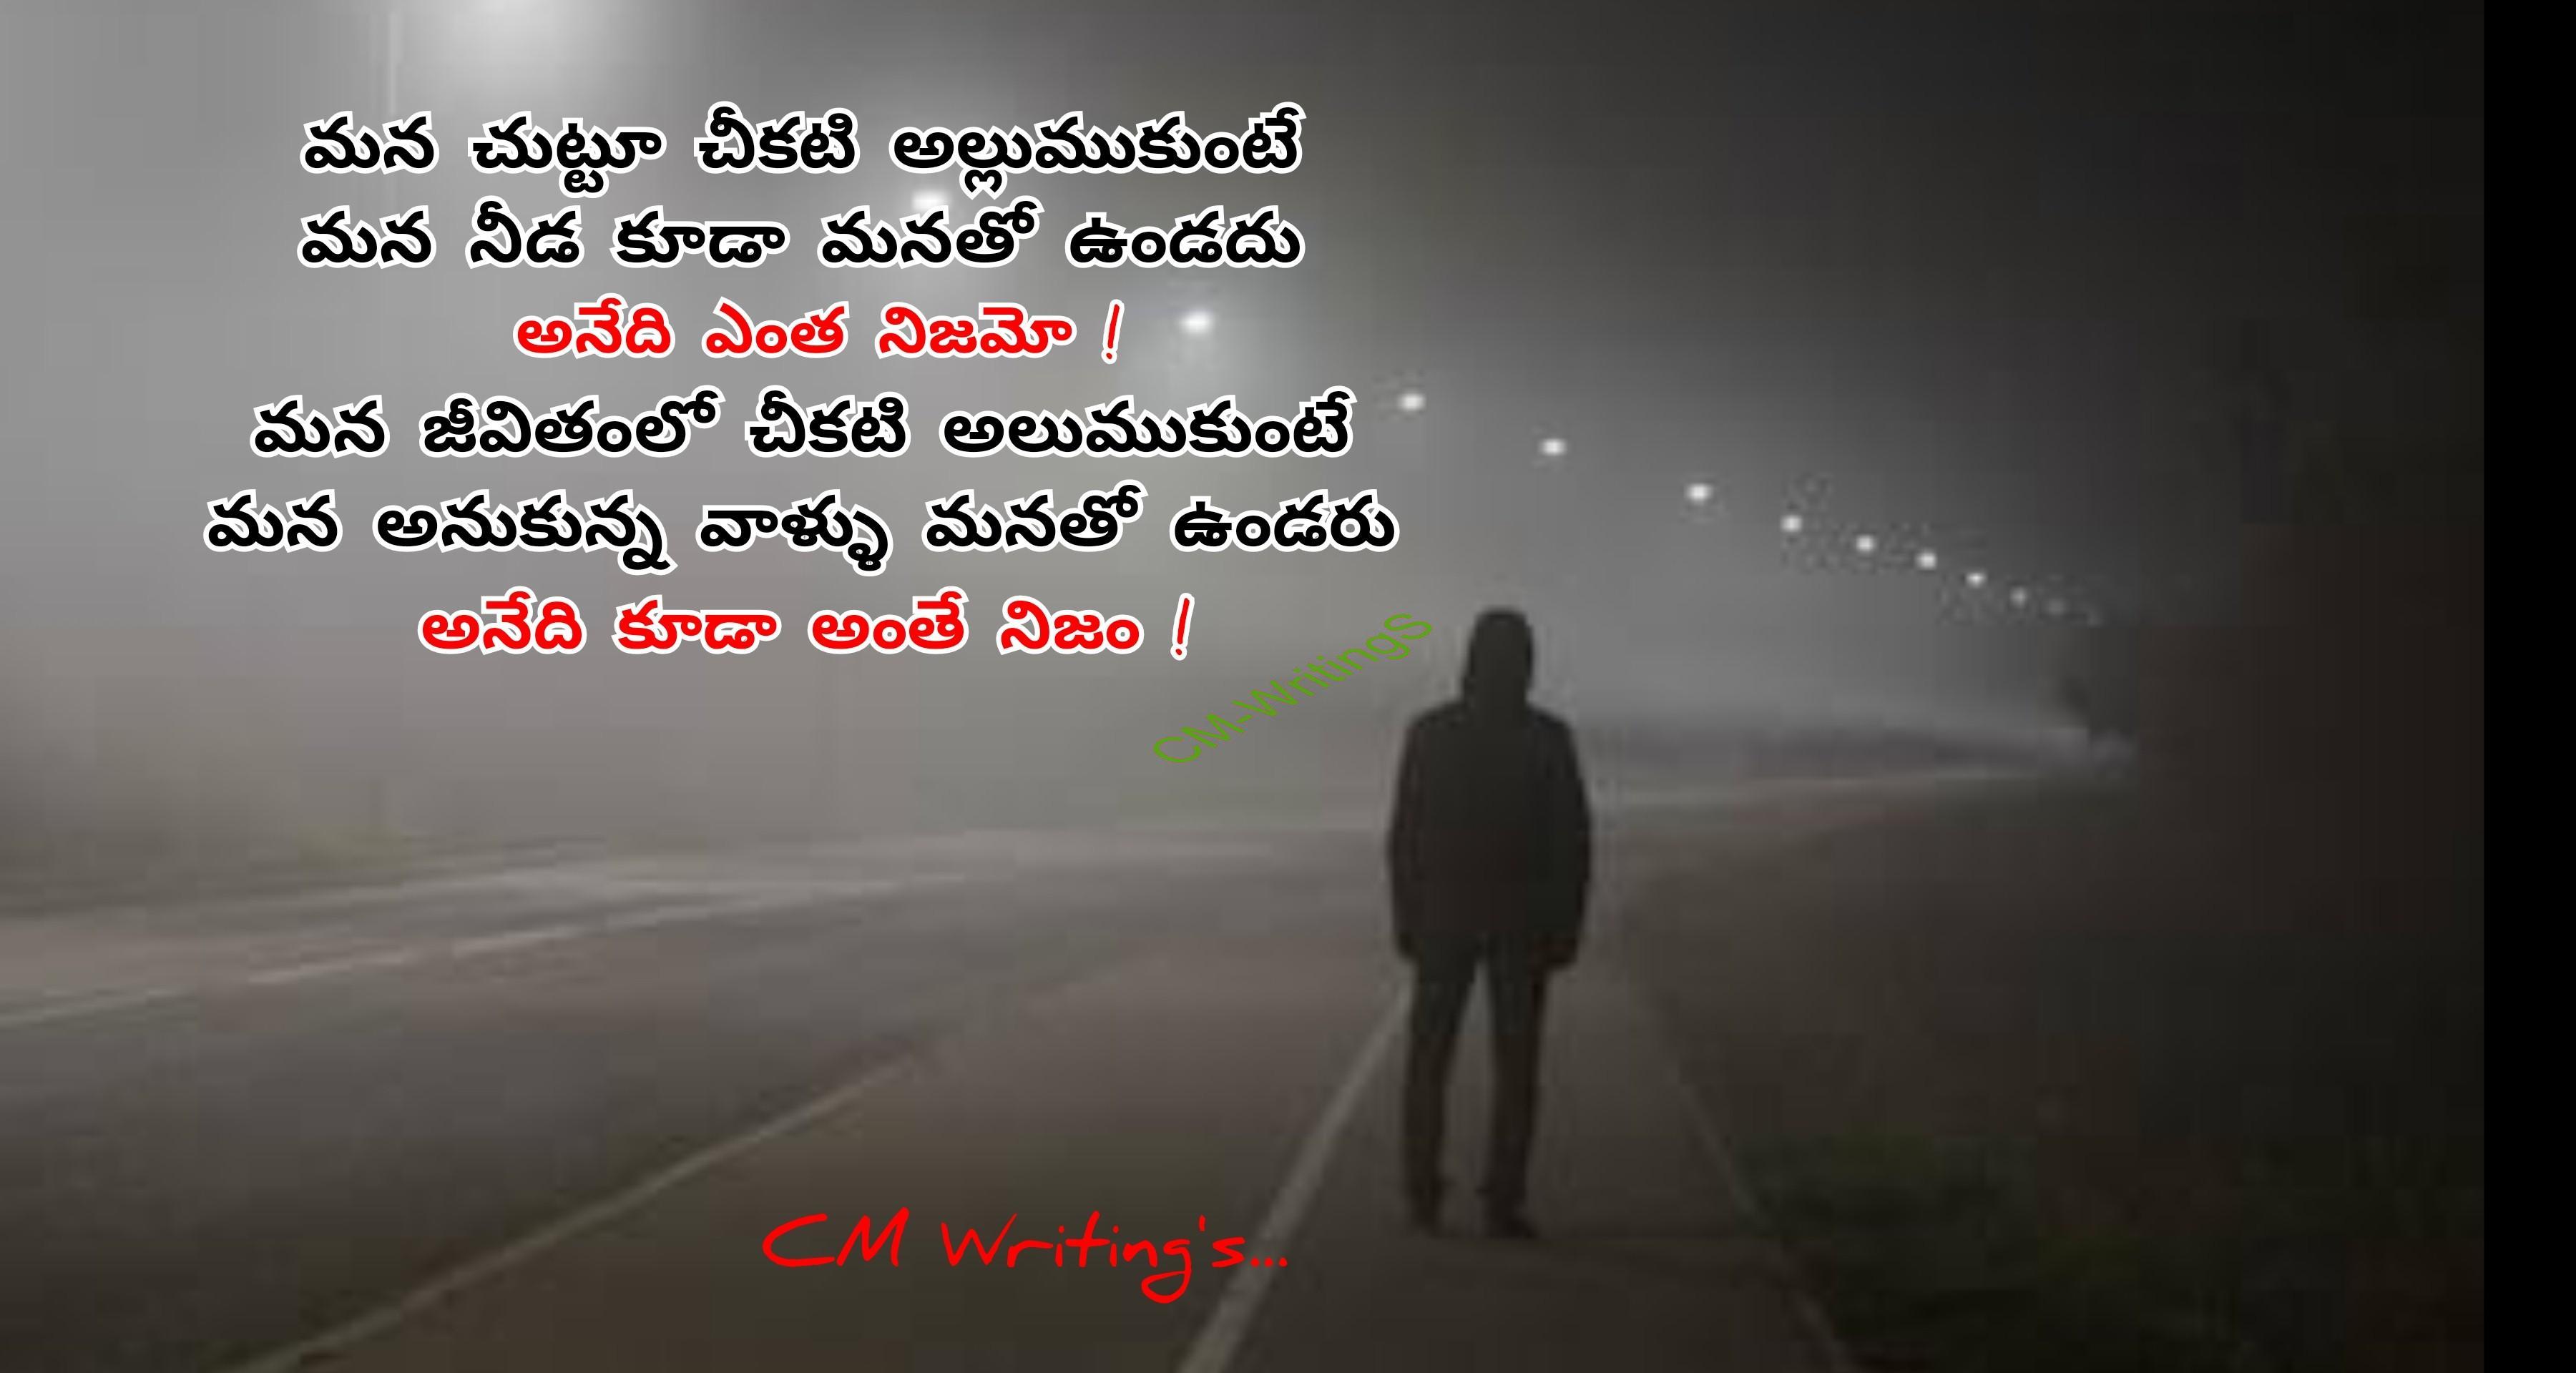 మన చుట్టూ చీకటి అల్లుముకుంటే
మన నీడ కూడా మనతో ఉండదు
అనేది ఎంత నిజమో !
మన జీవితంలో చీకటి అలుముకుంటే
మన అనుకున్న వాళ్ళు మనతో ఉండరు
అనేది కూడా అంతే నిజం !
CM-Writings
CM Writing's...